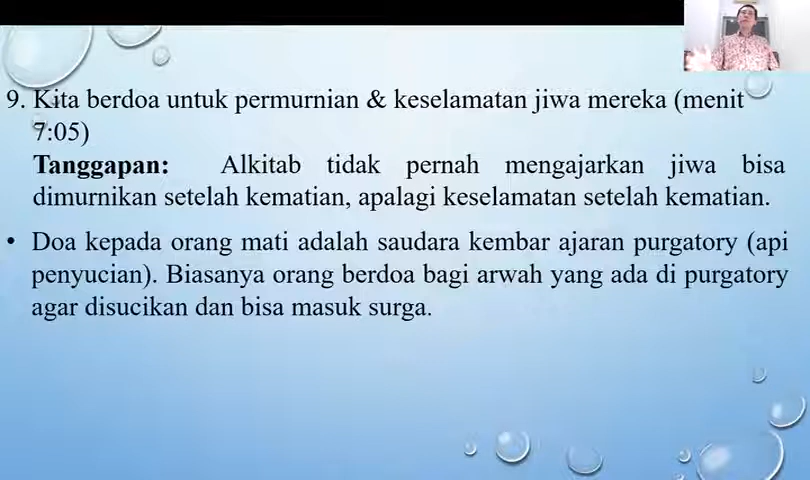 9. Kita berdoa untuk permurnian & keselamatan jiwa mereka (menit
7:05)
Tanggapan: Alkitab tidak pernah mengajarkan jiwa bisa
dimurnikan setelah kematian, apalagi keselamatan setelah kematian.
• Doa kepada orang mati adalah saudara kembar ajaran purgatory (api
penyucian). Biasanya orang berdoa bagi arwah yang ada di purgatory
agar disucikan dan bisa masuk surga.